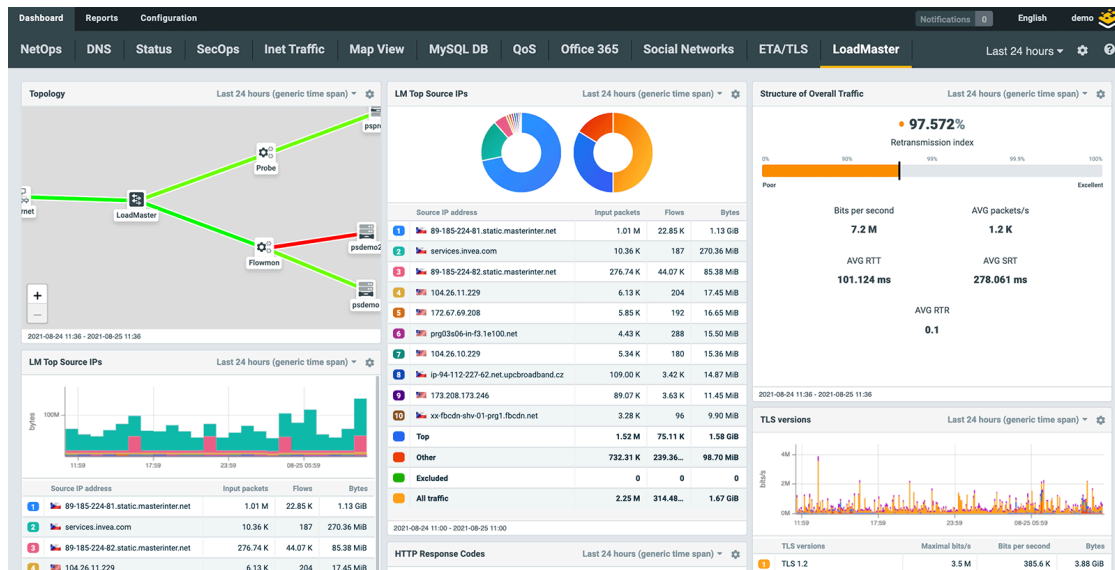 Dashboard Reports Configuration Notifications 0 English demo
NetOps DNS Status SecOps Inet Traffic Map View MySQL DB QoS Office 365 Social Networks ETA/TLS LoadMaster Last 24 hours
Topology Last 24 hours (generic time span)
pspr
Probe
rnet
LoadMaster
psdemo2
Flowmon
psdemo
+
−
2021-08-24 11:36 - 2021-08-25 11:36
LM Top Source IPs Last 24 hours (generic time span)
bytes
100M
0M
11:59 17:59 23:59 08-25 05:59
Source IP address Input packets Flows Bytes
1 89-185-224-81.static.masterinter.net 1.01 M 22.85 K 1.13 GiB
2 services.invea.com 10.36 K 187 270.36 MiB
3 89-185-224-82.static.masterinter.net 276.74 K 44.07 K 85.38 MiB
4 104.26.11.229 6.13 K 204 17.45 MiB
LM Top Source IPs Last 24 hours (generic time span)
Source IP address Input packets Flows Bytes
1 89-185-224-81.static.masterinter.net 1.01 M 22.85 K 1.13 GiB
2 services.invea.com 10.36 K 187 270.36 MiB
3 89-185-224-82.static.masterinter.net 276.74 K 44.07 K 85.38 MiB
4 104.26.11.229 6.13 K 204 17.45 MiB
5 172.67.69.208 5.85 K 192 16.65 MiB
6 prg03s06-in-f3.1e100.net 4.43 K 288 15.50 MiB
7 104.26.10.229 5.34 K 180 15.36 MiB
8 ip-94-112-227-62.net.upcbroadband.cz 109.00 K 3.42 K 14.87 MiB
9 173.208.173.246 89.07 K 3.63 K 11.45 MiB
10 xx-fbcdn-shv-01-prg1.fbcdn.net 3.28 K 96 9.90 MiB
Top 1.52 M 75.11 K 1.58 GiB
Other 732.31 K 239.36... 98.70 MiB
Excluded 0 0 0
All traffic 2.25 M 314.48... 1.67 GiB
2021-08-24 11:00 - 2021-08-25 11:00
HTTP Response Codes Last 24 hours (generic time span)
Structure of Overall Traffic Last 24 hours (generic time span)
97.572%
Retransmission index
0% 90% 99% 99.9% 100%
Poor Excellent
Bits per second AVG packets/s
7.2 M 1.2 K
AVG RTT AVG SRT
101.124 ms 278.061 ms
AVG RTR
0.1
2021-08-24 11:36 - 2021-08-25 11:36
TLS versions Last 24 hours (generic time span)
bits/s
4M
2M
0M
11:59 17:59 23:59 08-25 05:59
TLS versions Maximal bits/s Bits per second Bytes
1 TLS 1.2 3.5 M 385.6 K 3.88 GiB